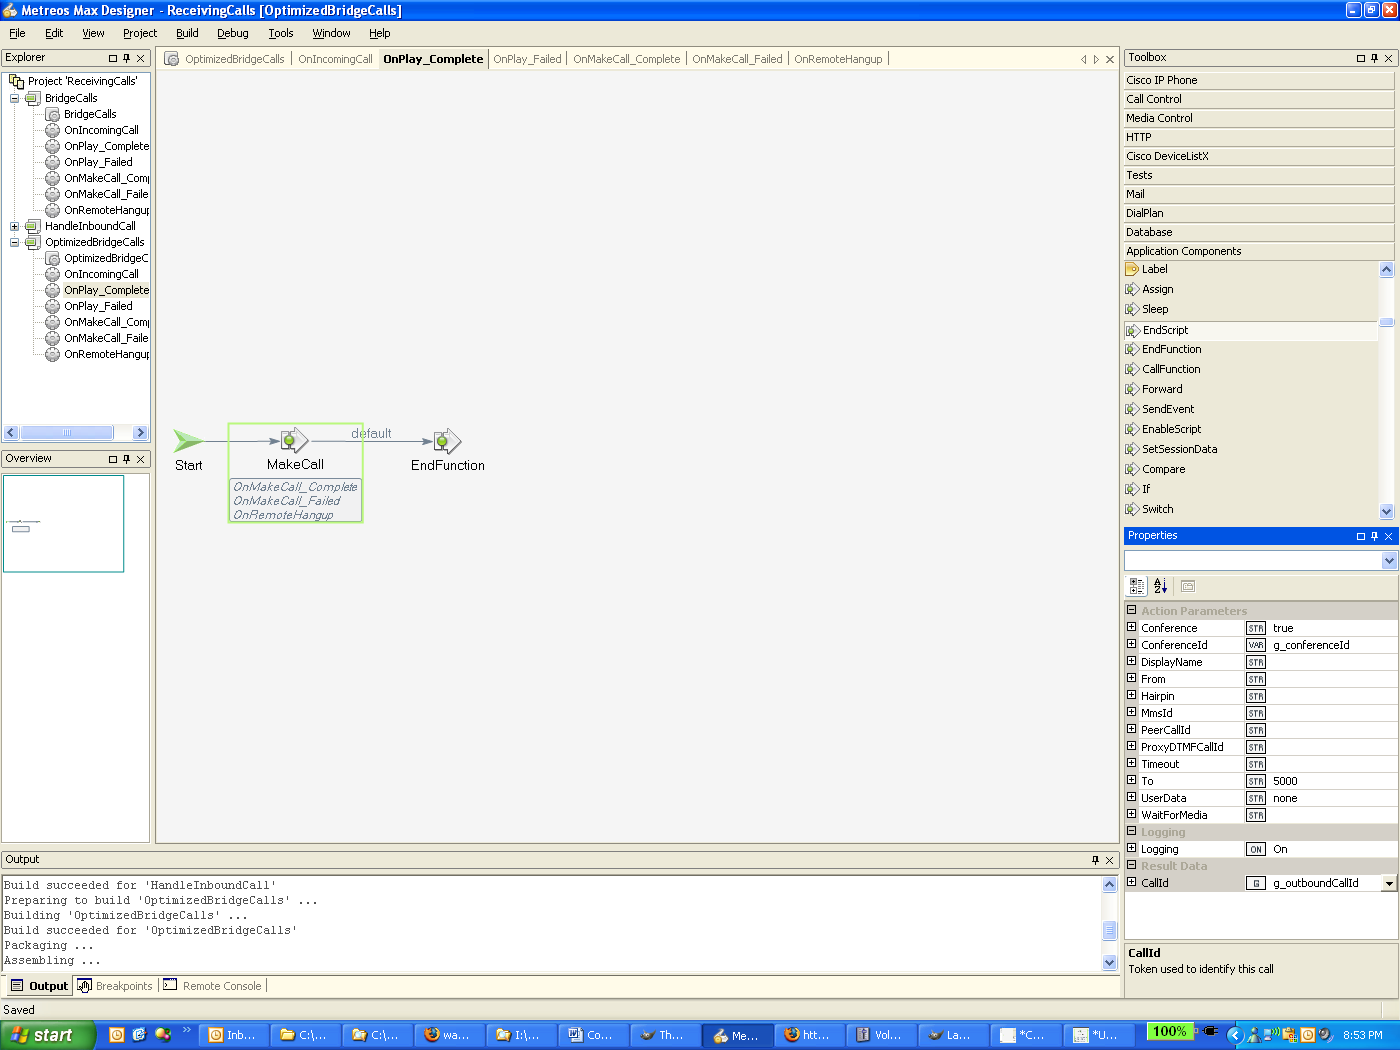 Metreos Max Designer - ReceivingCalls [OptimizedBridgeCalls]
File Edit View Project Build Debug Tools Window Help
Explorer
Project 'ReceivingCalls'
BridgeCalls
BridgeCalls
OnIncomingCall
OnPlay_Complete
OnPlay_Failed
OnMakeCall_Com
OnMakeCall_Faile
OnRemoteHangup
HandleInboundCall
OptimizedBridgeCalls
OptimizedBridgeC
OnIncomingCall
OnPlay_Complete
OnPlay_Failed
OnMakeCall_Com
OnMakeCall_Faile
OnRemoteHangup
Overview
OptimizedBridgeCalls OnIncomingCall OnPlay_Complete OnPlay_Failed OnMakeCall_Complete OnMakeCall_Failed OnRemoteHangup
Start
MakeCall
default
EndFunction
OnMakeCall_Complete
OnMakeCall_Failed
OnRemoteHangup
Toolbox
Cisco IP Phone
Call Control
Media Control
HTTP
Cisco DeviceListX
Tests
Mail
DialPlan
Database
Application Components
Label
Assign
Sleep
EndScript
EndFunction
CallFunction
Forward
SendEvent
EnableScript
SetSessionData
Compare
If
Switch
Properties
Action Parameters
Conference STR true
ConferenceId VAR g_conferenceId
DisplayName STR
From STR
Hairpin STR
MmsId STR
PeerCallId STR
ProxyDTMFCallId STR
Timeout STR
To STR 5000
UserData STR none
WaitForMedia STR
Logging
Logging ON On
Result Data
CallId G g_outboundCallId
CallId
Token used to identify this call
Output
Build succeeded for 'HandleInboundCall'
Preparing to build 'OptimizedBridgeCalls' ...
Building 'OptimizedBridgeCalls' ...
Build succeeded for 'OptimizedBridgeCalls'
Packaging ...
Assembling ...
Output Breakpoints Remote Console
Saved
start Inb... C:\... C:\... wa... I:\... Co... Th... Me... htt... Vol... La... *C... *U... 100% 8:53 PM